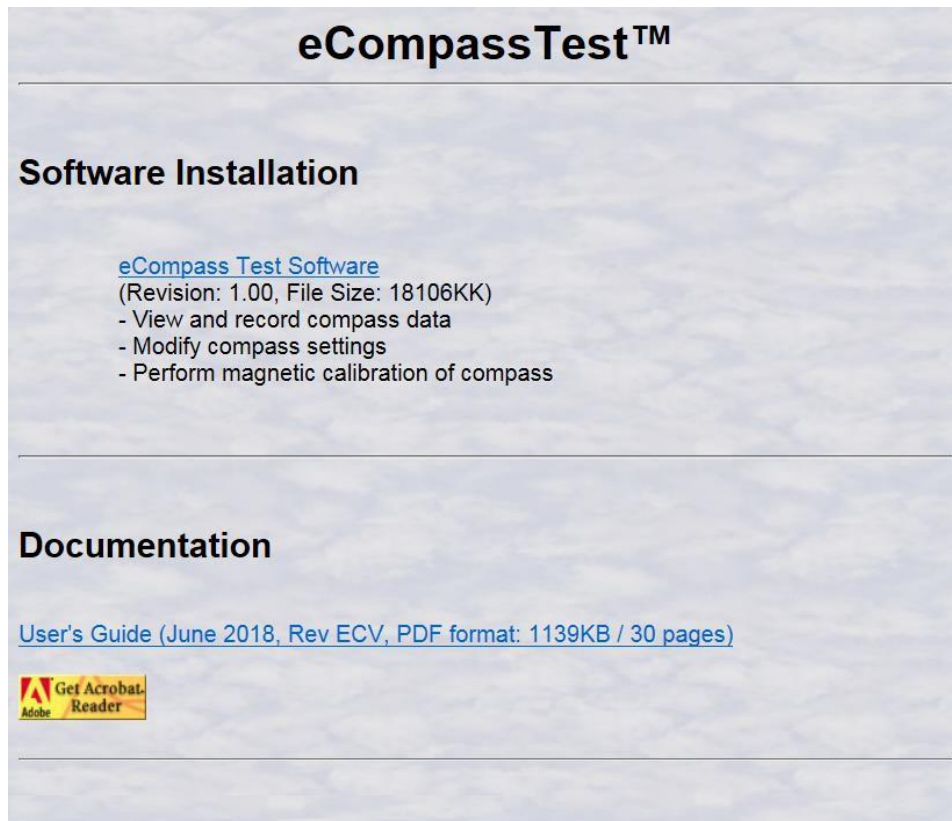 eCompassTest™
Software Installation
eCompass Test Software
(Revision: 1.00, File Size: 18106KK)
- View and record compass data
- Modify compass settings
- Perform magnetic calibration of compass
Documentation
User's Guide (June 2018, Rev ECV, PDF format: 1139KB / 30 pages)
Get Acrobat
Adobe Reader